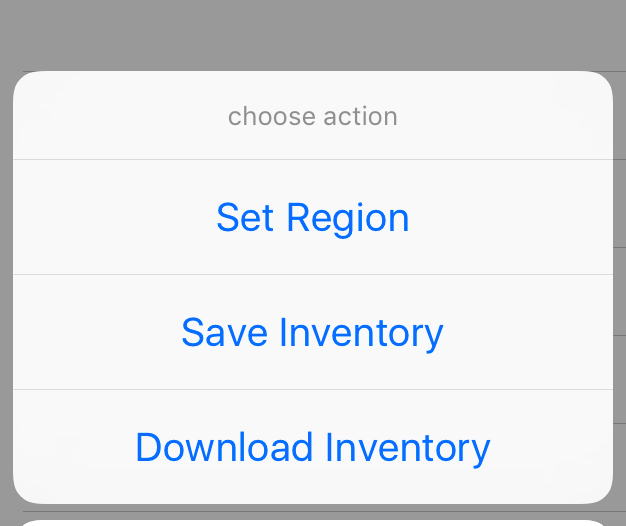 choose action
Set Region
Save Inventory
Download Inventory